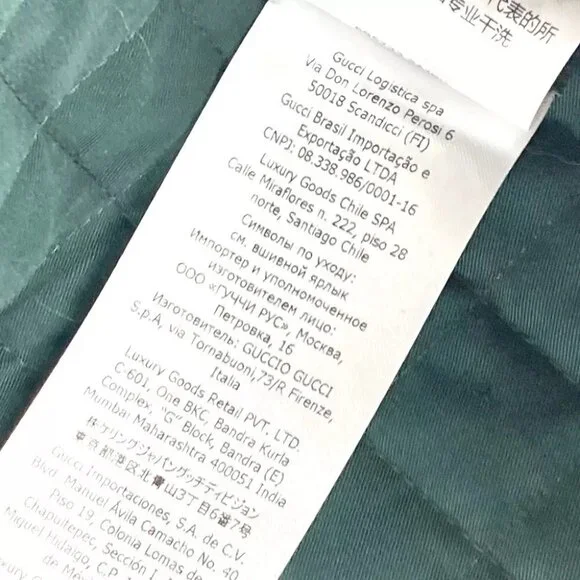 代表的所
专业干洗
Gucci Logistica spa
Via Don Lorenzo Perosi 6
50018 Scandicci (FI)
Gucci Brasil Importação e
Exportação LTDA
CNPJ: 08.338.986/0001-16
Luxury Goods Chile SPA
Calle Miraflores n. 222, piso 28
norte, Santiago Chile
Символы по уходу:
см. вшивной ярлык
Импортер и уполномоченное
изготовителем лицо:
ООО «ГУЧЧИ РУС», Москва,
Петровка, 16
Изготовитель: GUCCIO GUCCI
S.p.A, via Tornabuoni,73/R Firenze,
Italia
Luxury Goods Retail PVT. LTD.
C-601, One BKC, Bandra Kurla
Complex, "G" Block, Bandra (E)
Mumbai Maharashtra 400051 India
株ケリングジャパングッチディビジョン
東京都港区北青山3丁目6番7号
Gucci Importaciones, S.A. de C.V.
Blvd. Manuel Ávila Camacho No. 40
Piso 19, Colonia Lomas de
Chapultepec, Sección I
Miguel Hidalgo, C.P.
de Mé
Luxury G